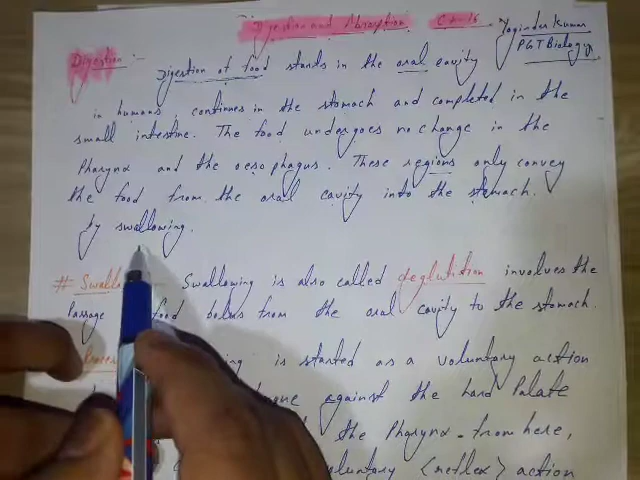 Digestion and Absorption Ch-16 Yoginder Kumar
PGT Biology
Digestion :-
Digestion of food starts in the oral cavity
in humans continues in the stomach and completed in the
small intestine. The food undergoes no change in the
Pharynx and the oesophagus. These regions only convey
the food from the oral cavity into the stomach.
by swallowing.
# Swallowing is also called deglutition involves the
Passage food bolus from the oral cavity to the stomach.
is started as a voluntary action
against the hard Palate
the Pharynx. from here,
(reflex) action